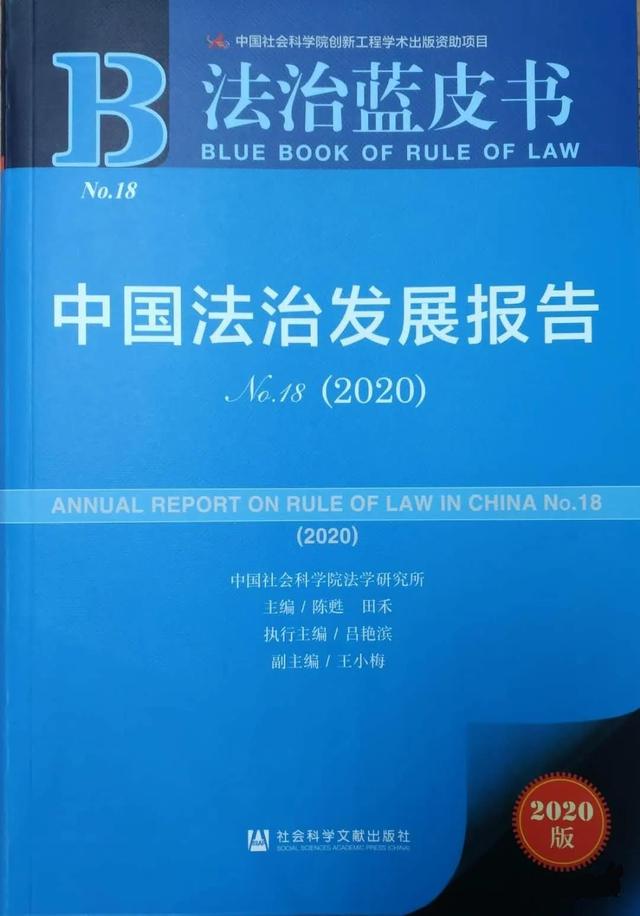 中国社会科学院创新工程学术出版资助项目
B
法治蓝皮书
BLUE BOOK OF RULE OF LAW
No.18
中国法治发展报告
No.18 (2020)
ANNUAL REPORT ON RULE OF LAW IN CHINA No.18
(2020)
中国社会科学院法学研究所
主编/陈甦 田禾
执行主编/吕艳滨
副主编/王小梅
2020
版
SSAP
社会科学文献出版社
SOCIAL SCIENCES ACADEMIC PRESS (CHINA)